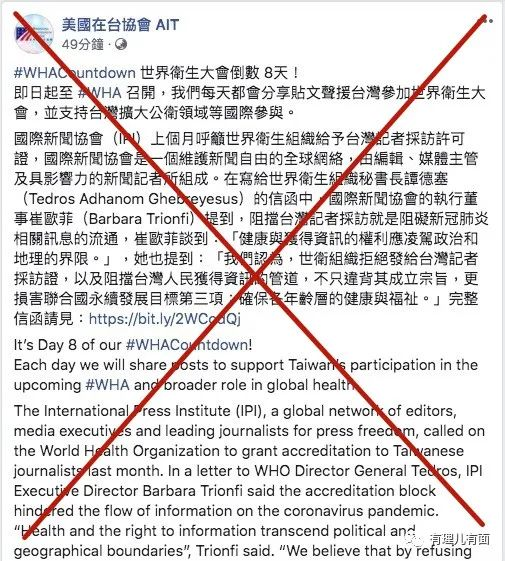 美國在台協會 AIT
49分鐘 ·
#WHACountdown 世界衛生大會倒數 8天！
即日起至 #WHA 召開，我們每天都會分享貼文聲援台灣參加世界衛生大
會，並支持台灣擴大公衛領域等國際參與。
國際新聞協會（IPI）上個月呼籲世界衛生組織給予台灣記者採訪許可
證，國際新聞協會是一個維護新聞自由的全球網絡，由編輯、媒體主管
及具影響力的新聞記者所組成。在寫給世界衛生組織秘書長譚德塞
（Tedros Adhanom Ghebreyesus）的信函中，國際新聞協會的執行董
事崔歐菲（Barbara Trionfi）提到，阻擋台灣記者採訪就是阻礙新冠肺炎
相關訊息的流通，崔歐菲談到：「健康與獲得資訊的權利應凌駕政治和
地理的界限。」，她也提到：「我們認為，世衛組織拒絕發給台灣記者
採訪證，以及阻擋台灣人民獲得資訊的管道，不只違背其成立宗旨，更
損害聯合國永續發展目標第三項：確保各年齡層的健康與福祉。」完整
信函請見：https://bit.ly/2WCodQj
It's Day 8 of our #WHACountdown!
Each day we will share posts to support Taiwan's participation in the
upcoming #WHA and broader role in global health.
The International Press Institute (IPI), a global network of editors,
media executives and leading journalists for press freedom, called on
the World Health Organization to grant accreditation to Taiwanese
journalists last month. In a letter to WHO Director General Tedros, IPI
Executive Director Barbara Trionfi said the accreditation block
hindered the flow of information on the coronavirus pandemic.
“Health and the right to information transcend political and
geographical boundaries”, Trionfi said. “We believe that by refusing
有理儿有面